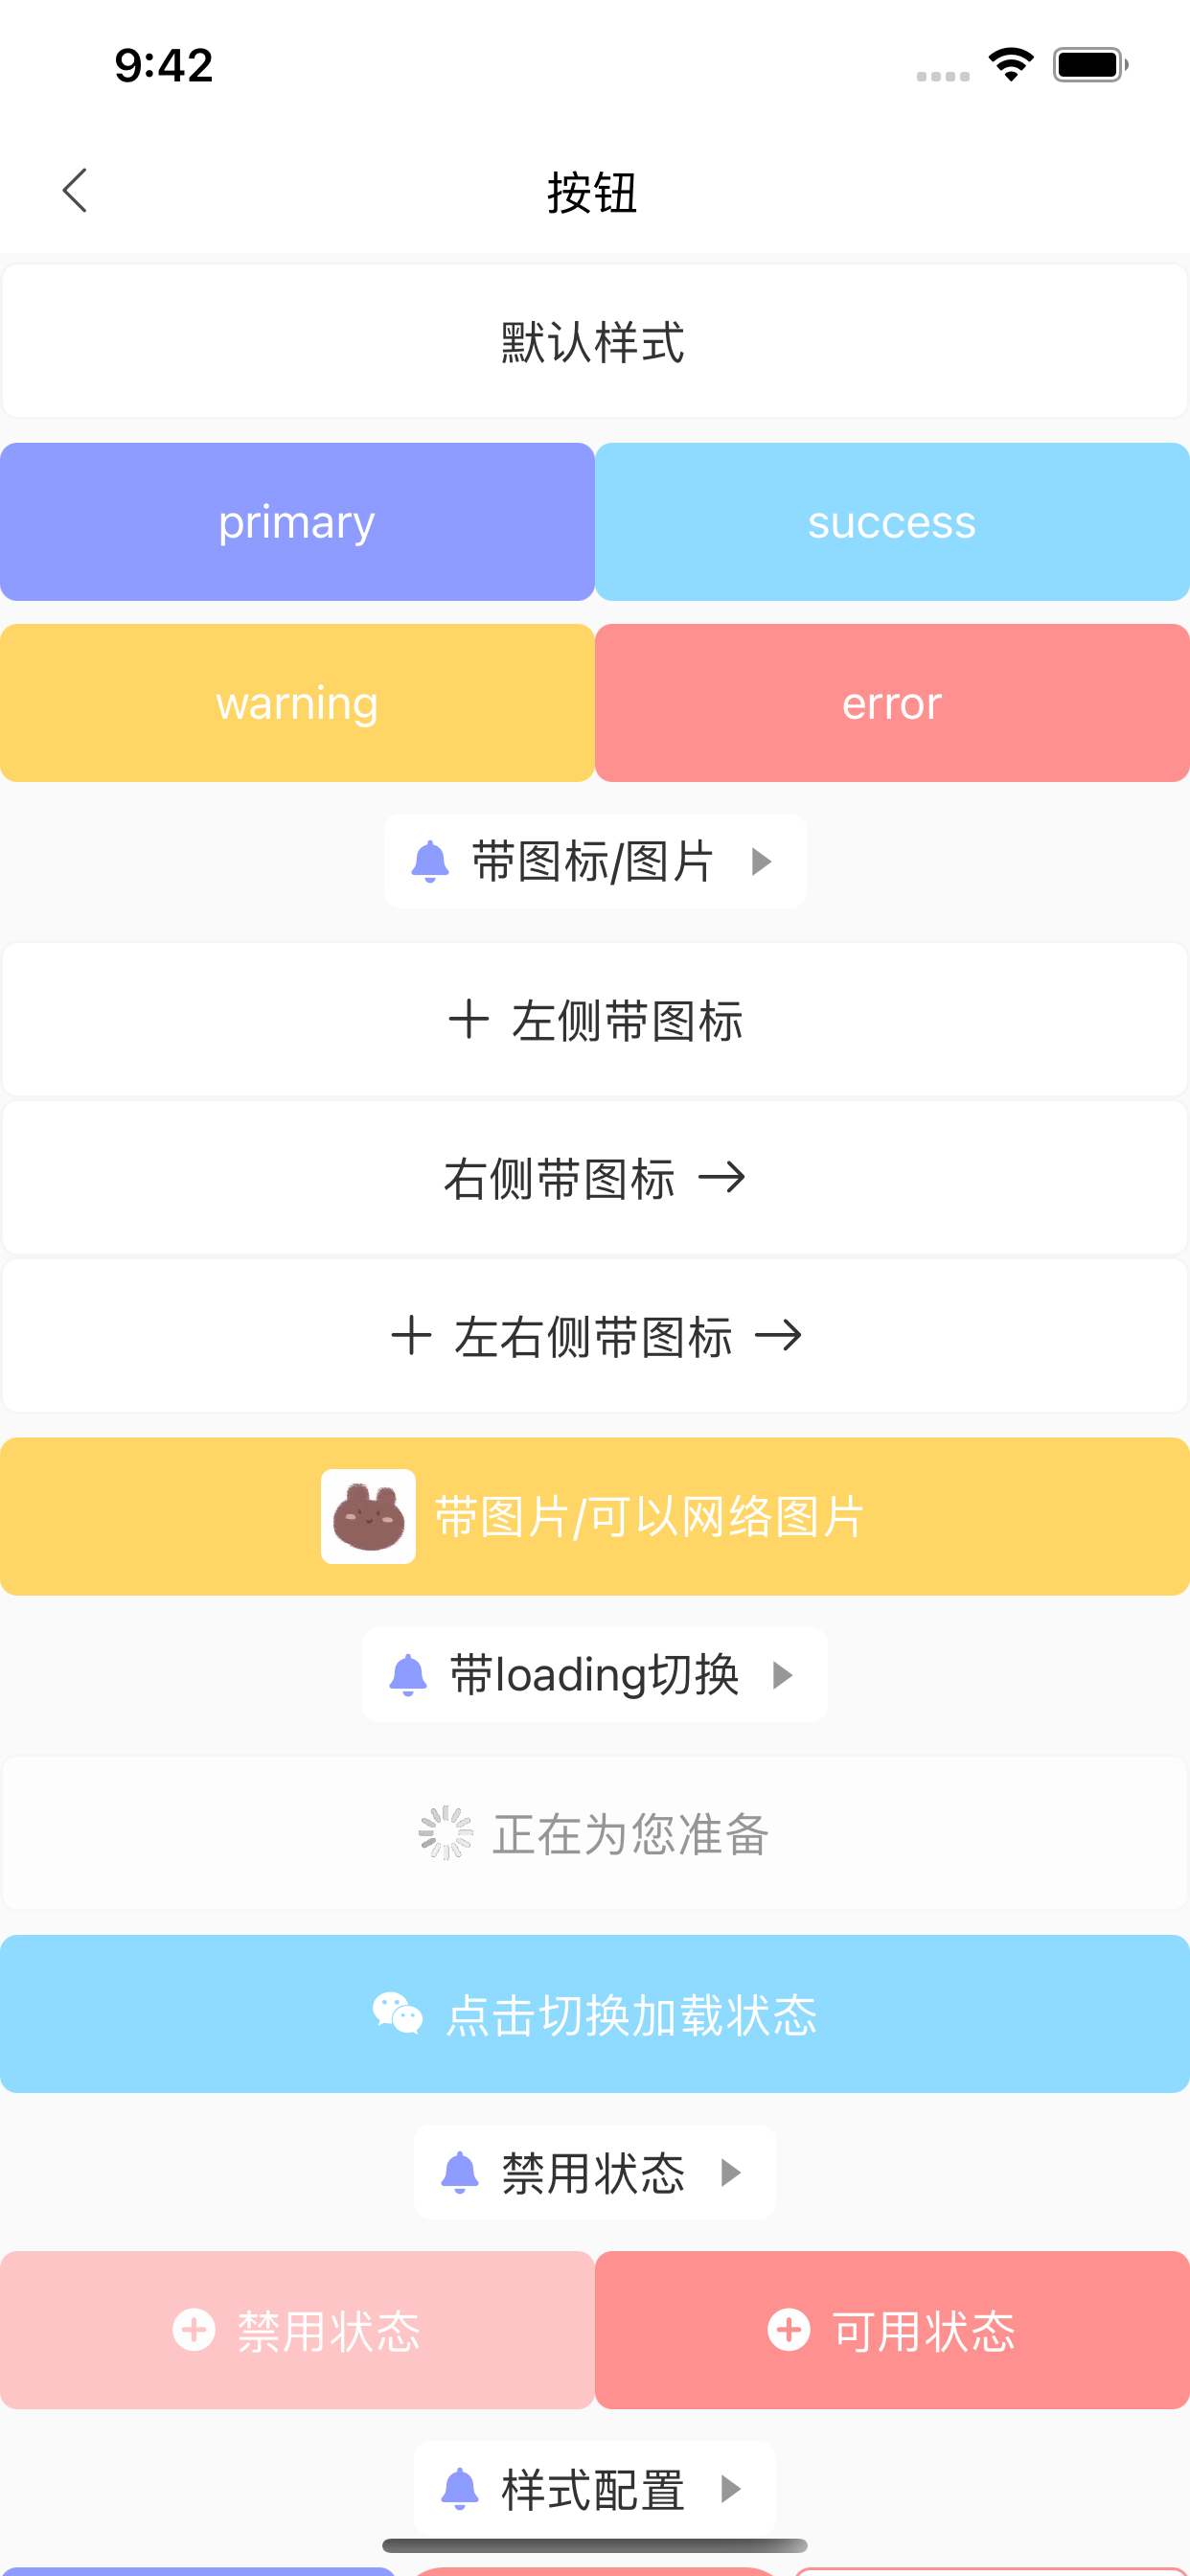 9:42
按钮
默认样式
primary
success
warning
error
带图标/图片
左侧带图标
右侧带图标
左右侧带图标
带图片/可以网络图片
带loading切换
正在为您准备
点击切换加载状态
禁用状态
禁用状态
可用状态
样式配置